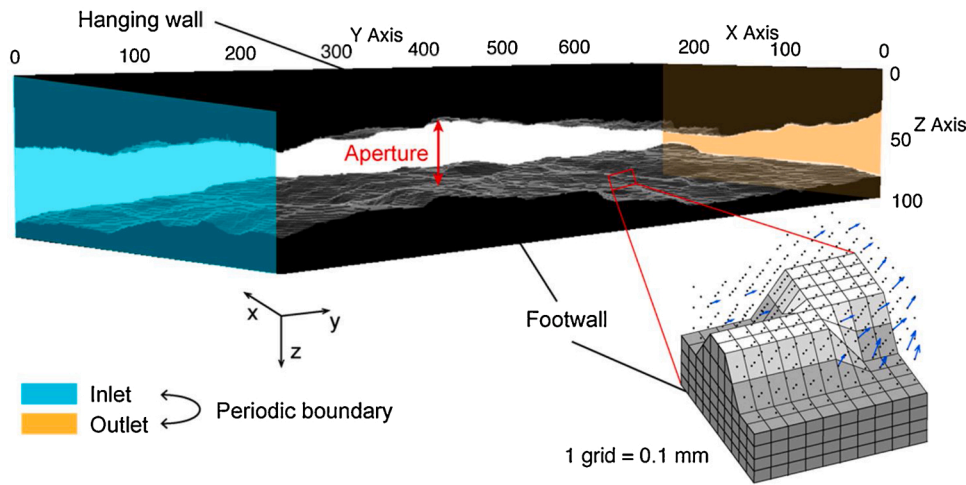 Hanging wall
Y Axis
X Axis
0 100 200 300 400 500 600
200 100 0
0
50
Z Axis
100
Aperture
x
y
z
Footwall
Inlet
Outlet
Periodic boundary
1 grid = 0.1 mm